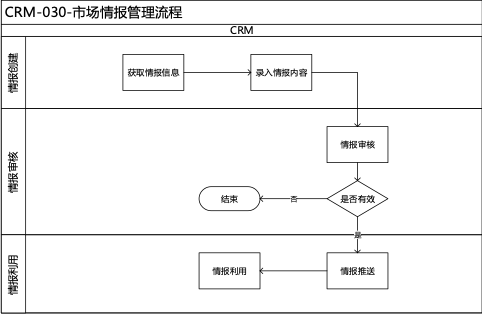 CRM-030-市场情报管理流程
CRM
情报创建
获取情报信息
录入情报内容
情报审核
情报审核
是否有效
否
结束
是
情报利用
情报利用
情报推送